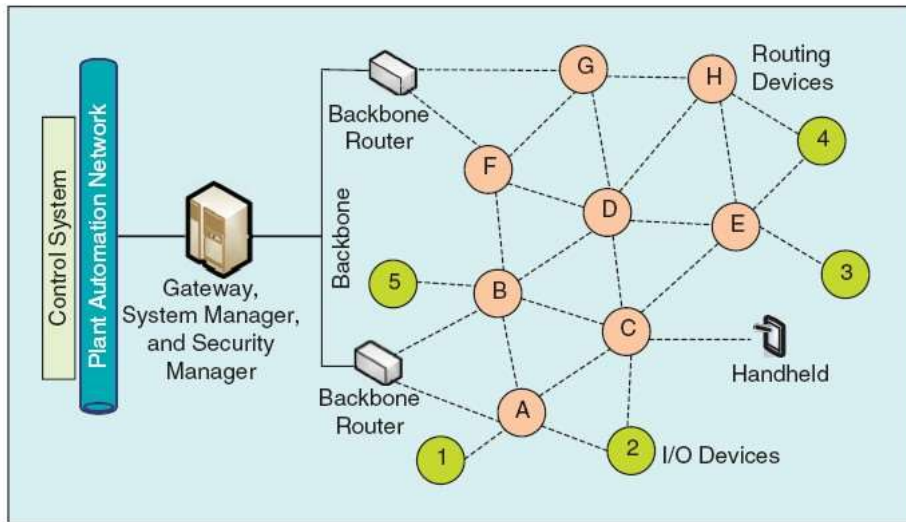 Control System
Plant Automation Network
Gateway,
System Manager,
and Security
Manager
Backbone
Backbone
Router
Backbone
Router
G
H
Routing
Devices
F
4
D
E
5
B
3
C
Handheld
A
1
2
I/O Devices